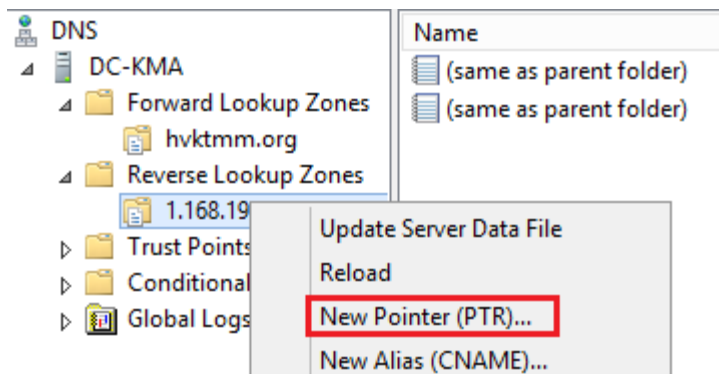 DNS
DC-KMA
Forward Lookup Zones
hvktmm.org
Reverse Lookup Zones
1.168.19
Trust Points
Conditional
Global Logs
Name
(same as parent folder)
(same as parent folder)
Update Server Data File
Reload
New Pointer (PTR)...
New Alias (CNAME)...